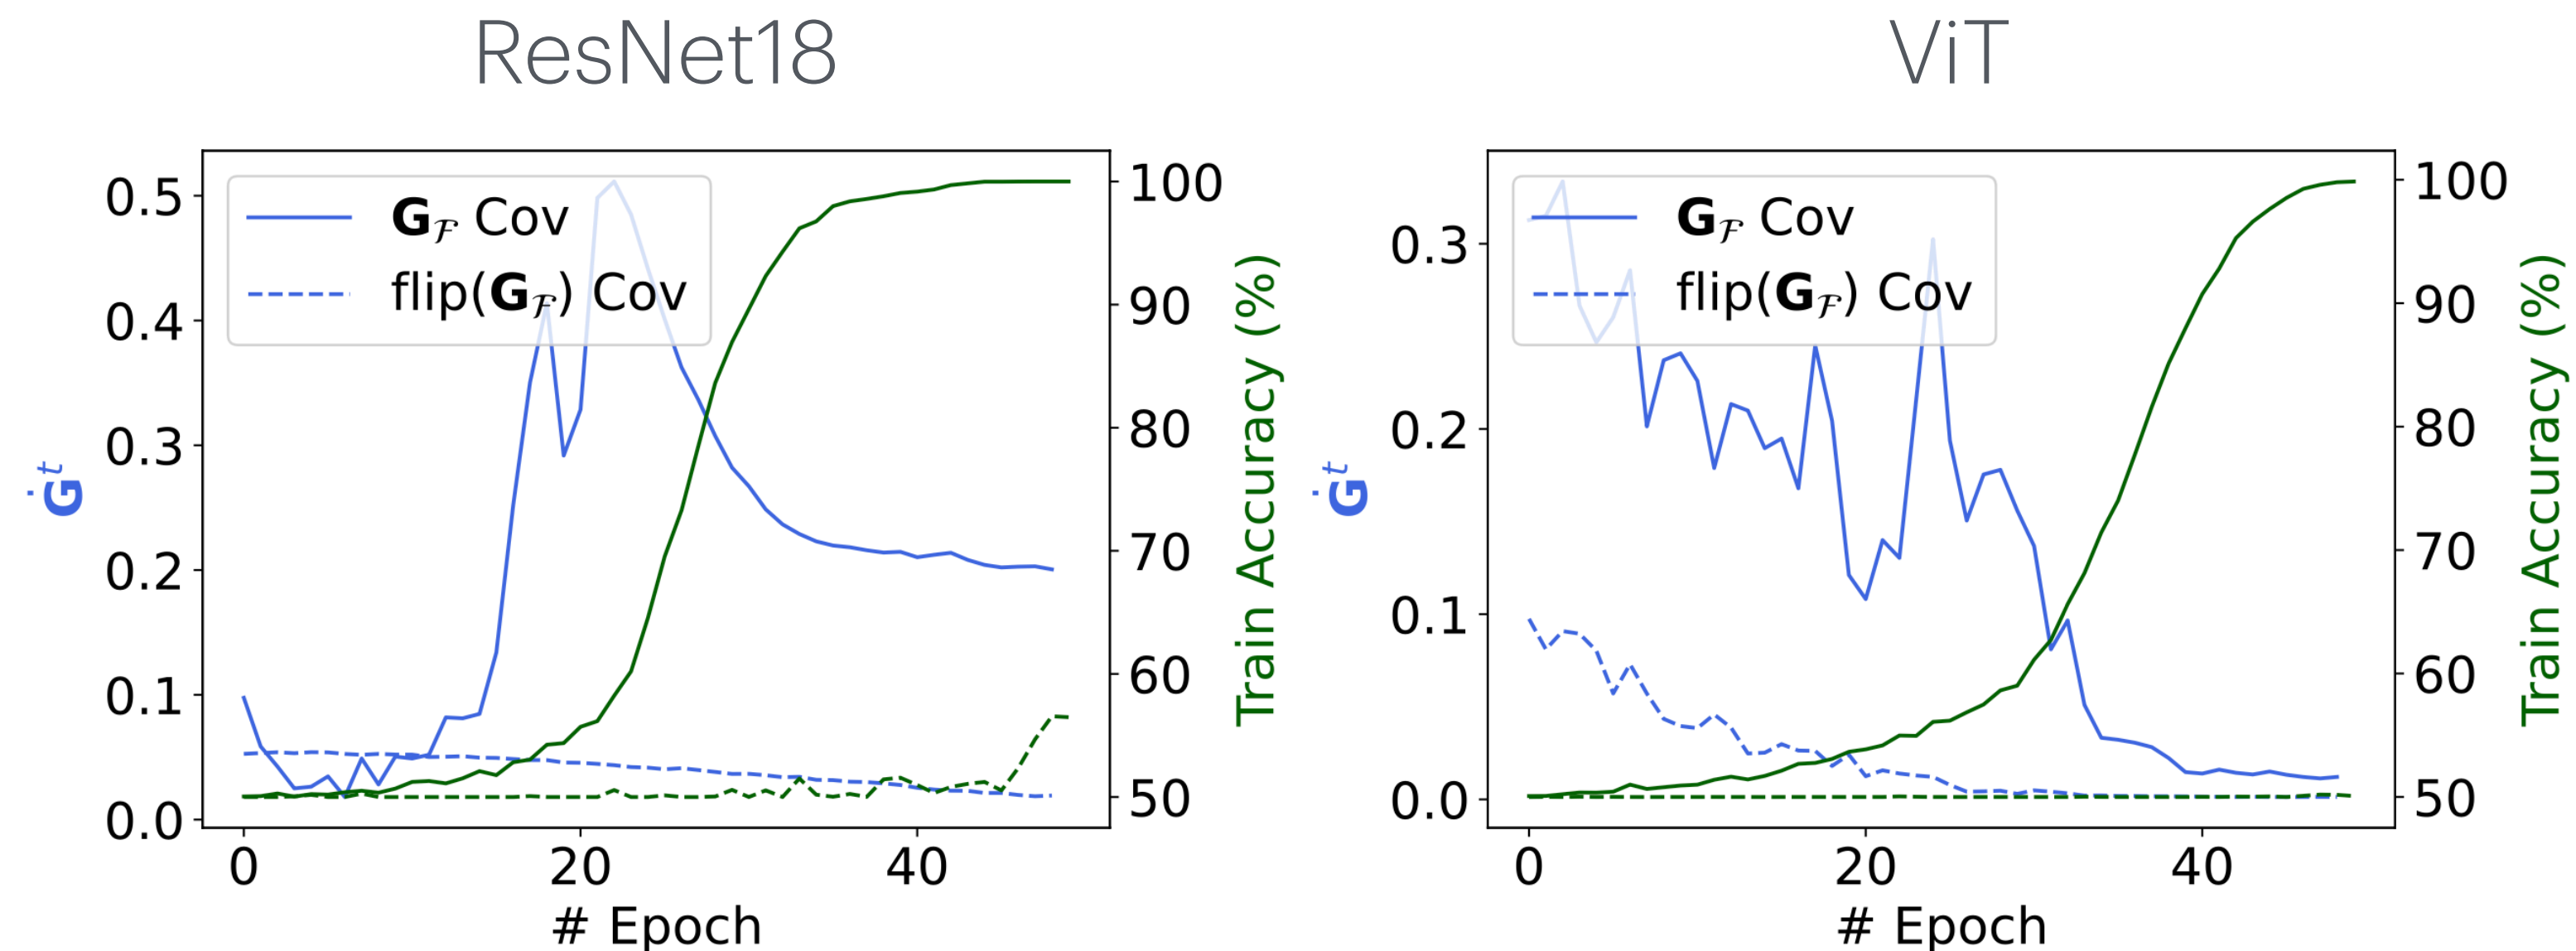 ResNet18
ViT
G_F Cov
flip(G_F) Cov
0.5
0.4
0.3
0.2
0.1
0.0
Ġ^t
100
90
80
70
60
50
Train Accuracy (%)
0 20 40
# Epoch
G_F Cov
flip(G_F) Cov
0.3
0.2
0.1
0.0
Ġ^t
100
90
80
70
60
50
Train Accuracy (%)
0 20 40
# Epoch